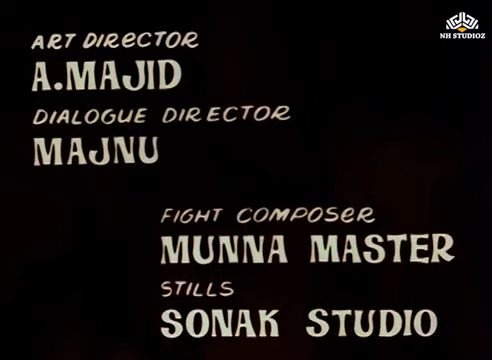 NH STUDIOZ
ART DIRECTOR
A.MAJID
DIALOGUE DIRECTOR
MAJNU
FIGHT COMPOSER
MUNNA MASTER
STILLS
SONAK STUDIO